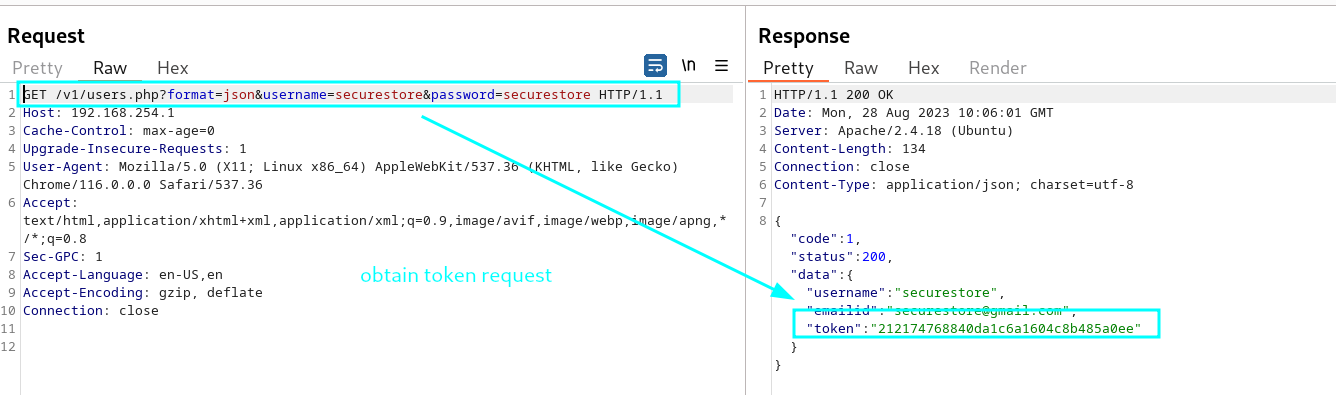 Request
Pretty Raw Hex
\n
1 GET /v1/users.php?format=json&username=securestore&password=securestore HTTP/1.1
2 Host: 192.168.254.1
3 Cache-Control: max-age=0
4 Upgrade-Insecure-Requests: 1
5 User-Agent: Mozilla/5.0 (X11; Linux x86_64) AppleWebKit/537.36 (KHTML, like Gecko)
Chrome/116.0.0.0 Safari/537.36
6 Accept:
text/html,application/xhtml+xml,application/xml;q=0.9,image/avif,image/webp,image/apng,*
/*;q=0.8
7 Sec-GPC: 1
8 Accept-Language: en-US,en
9 Accept-Encoding: gzip, deflate
10 Connection: close
11
12
obtain token request
Response
Pretty Raw Hex Render
1 HTTP/1.1 200 OK
2 Date: Mon, 28 Aug 2023 10:06:01 GMT
3 Server: Apache/2.4.18 (Ubuntu)
4 Content-Length: 134
5 Connection: close
6 Content-Type: application/json; charset=utf-8
7
8 {
"code":1,
"status":200,
"data":{
"username":"securestore",
"emailid":"securestore@gmail.com",
"token":"212174768840da1c6a1604c8b485a0ee"
}
}